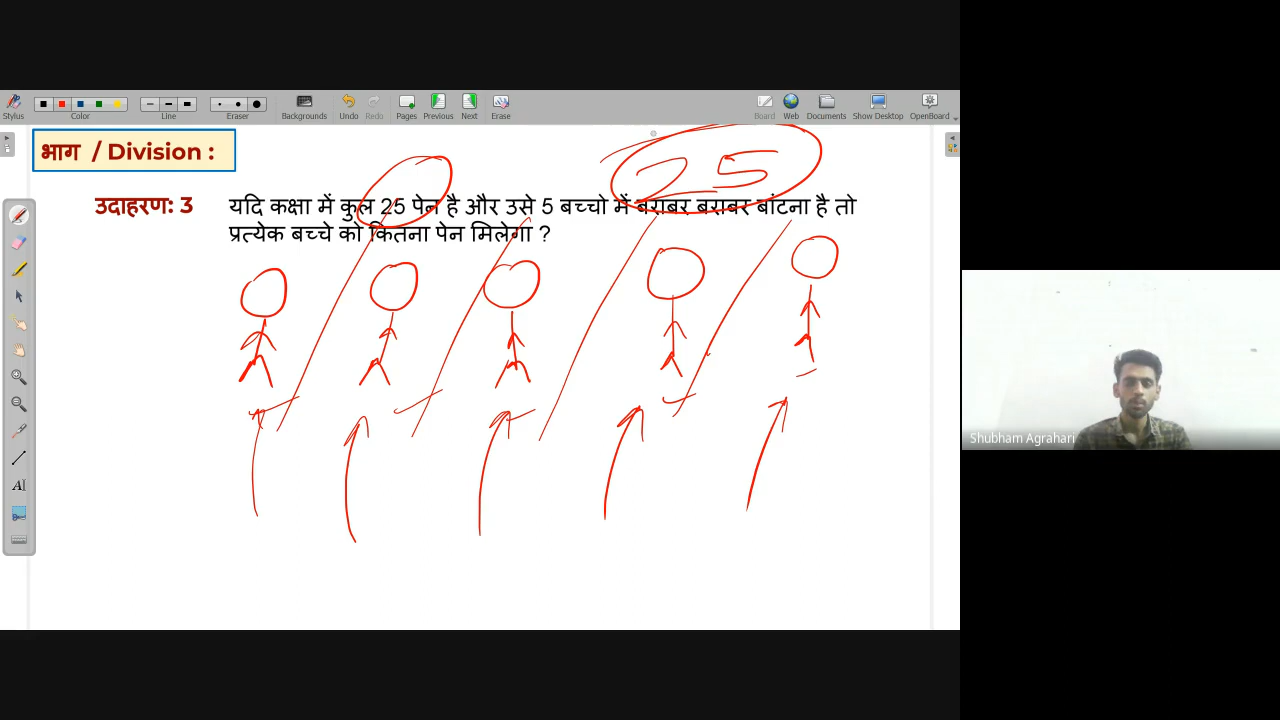 Stylus
Color
Line
Eraser
Backgrounds
Undo
Redo
Pages
Previous
Next
Erase
Board
Web
Documents
Show Desktop
OpenBoard
भाग / Division :
25
उदाहरण: 3
यदि कक्षा में कुल 25 पेन है और उसे 5 बच्चो में बराबर बराबर बांटना है तो
प्रत्येक बच्चे को कितना पेन मिलेगा ?
AI
Shubham Agrahari